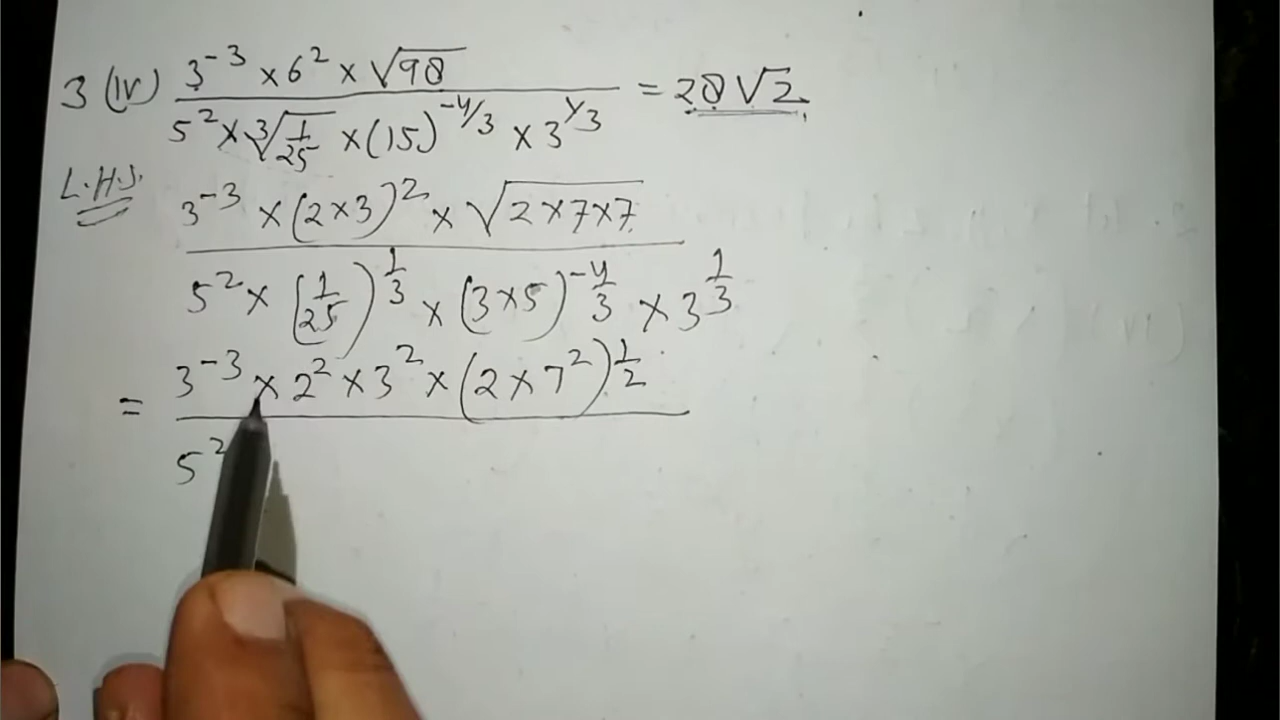 3 (iv) 3⁻³ × 6² × √98 / 5² × ³√(1/25) × (15)^(-4/3) × 3^(1/3) = 28√2.
L.H.S.
3⁻³ × (2×3)² × √(2×7×7) / 5² × (1/25)^(1/3) × (3×5)^(-4/3) × 3^(1/3)
= 3⁻³ × 2² × 3² × (2×7²)^(1/2) / 5²